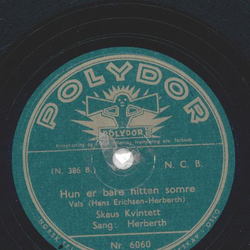 POLYDOR
POLYDOR
(N. 386 B.) N. C. B.
Hun er bare nitten somre
Vals (Hans Erichsen-Herberth)
Skaus Kvintett
Sang: Herberth
Nr. 6060